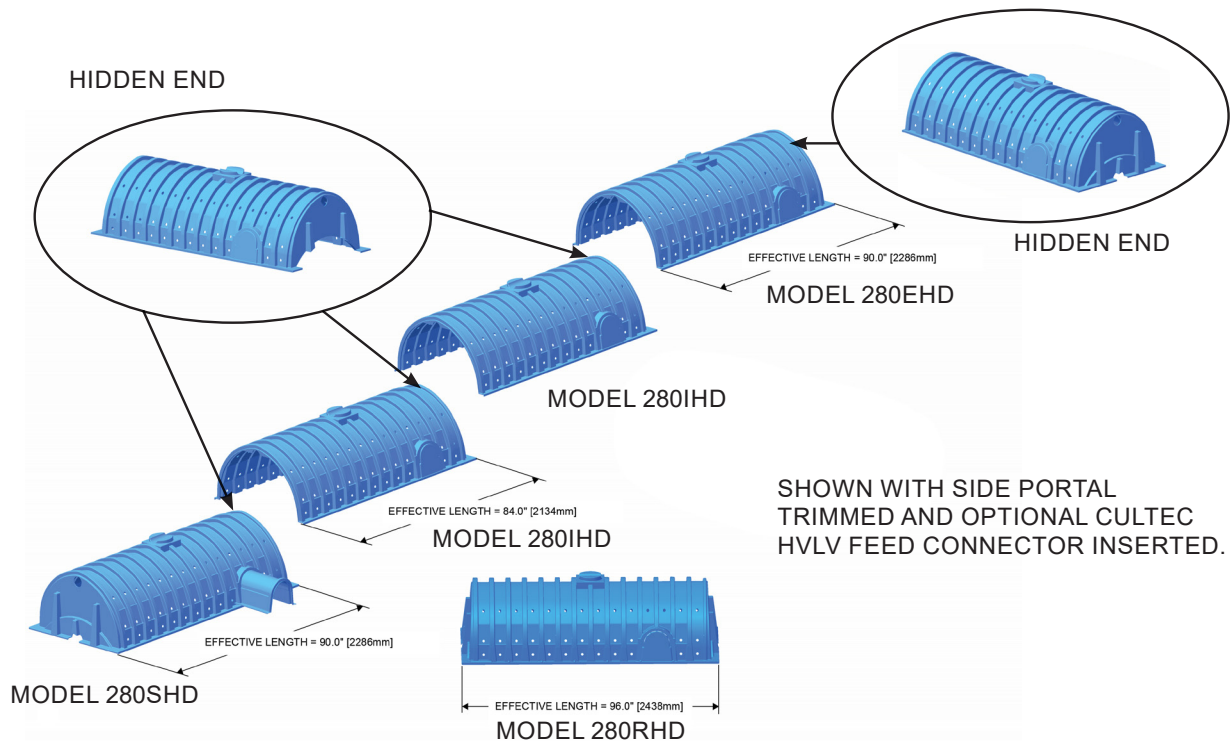 HIDDEN END
HIDDEN END
EFFECTIVE LENGTH = 90.0" [2286mm]
MODEL 280EHD
MODEL 280IHD
EFFECTIVE LENGTH = 84.0" [2134mm]
MODEL 280IHD
SHOWN WITH SIDE PORTAL
TRIMMED AND OPTIONAL CULTEC
HVLV FEED CONNECTOR INSERTED.
EFFECTIVE LENGTH = 90.0" [2286mm]
MODEL 280SHD
EFFECTIVE LENGTH = 96.0" [2438mm]
MODEL 280RHD